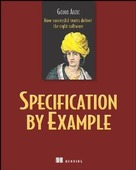 GOJKO ADZIC
How successful teams deliver
the right software
SPECIFICATION
BY EXAMPLE
MANNING